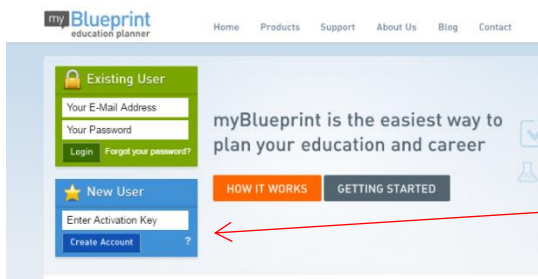 my Blueprint
education planner
Home Products Support About Us Blog Contact
Existing User
Your E-Mail Address
Your Password
Login Forgot your password?
myBlueprint is the easiest way to
plan your education and career
HOW IT WORKS GETTING STARTED
New User
Enter Activation Key
Create Account ?